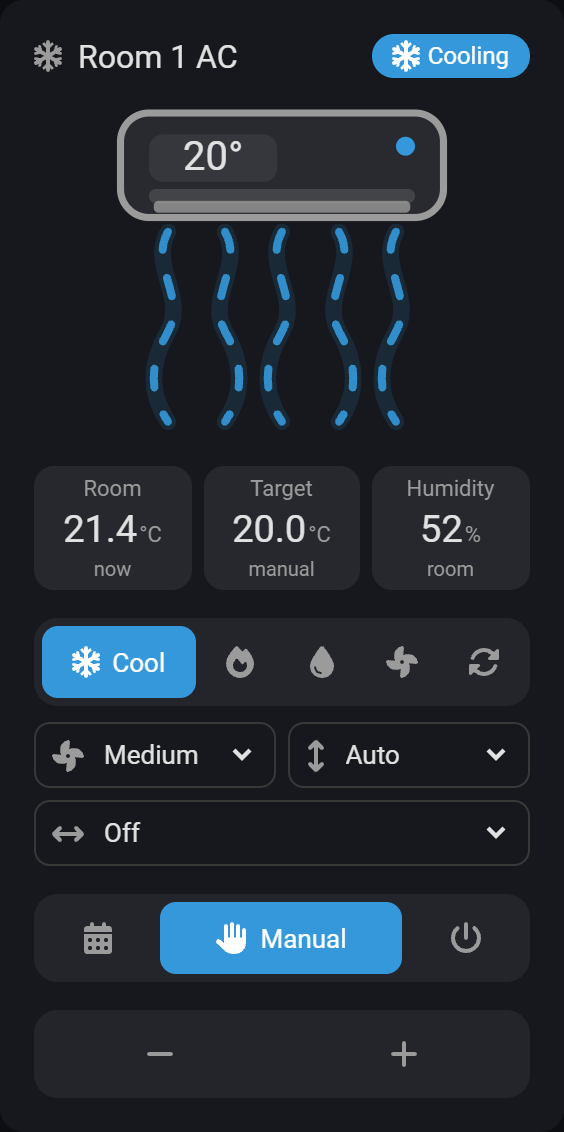 Room 1 AC
Cooling
20°
Room
Target
Humidity
21.4°C
20.0°C
52%
now
manual
room
Cool
Medium
Auto
Off
Manual